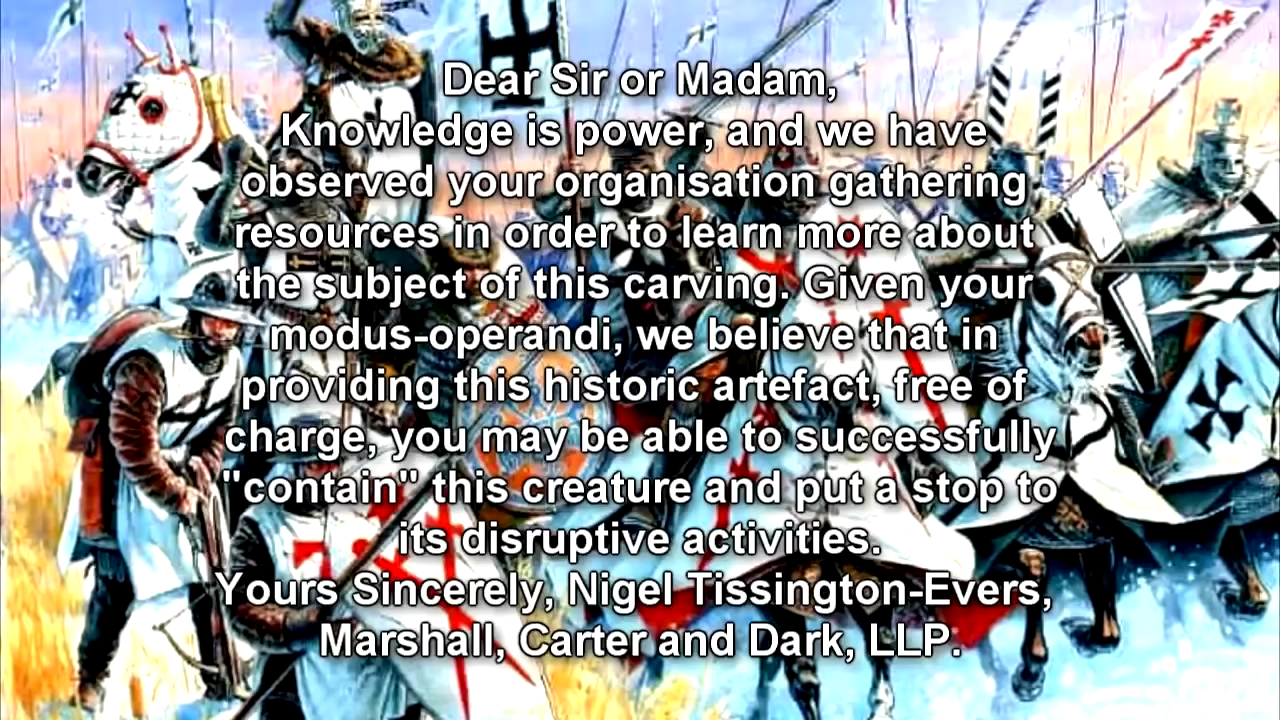 Dear Sir or Madam,
Knowledge is power, and we have
observed your organisation gathering
resources in order to learn more about
the subject of this carving. Given your
modus-operandi, we believe that in
providing this historic artefact, free of
charge, you may be able to successfully
"contain" this creature and put a stop to
its disruptive activities.
Yours Sincerely, Nigel Tissington-Evers,
Marshall, Carter and Dark, LLP.